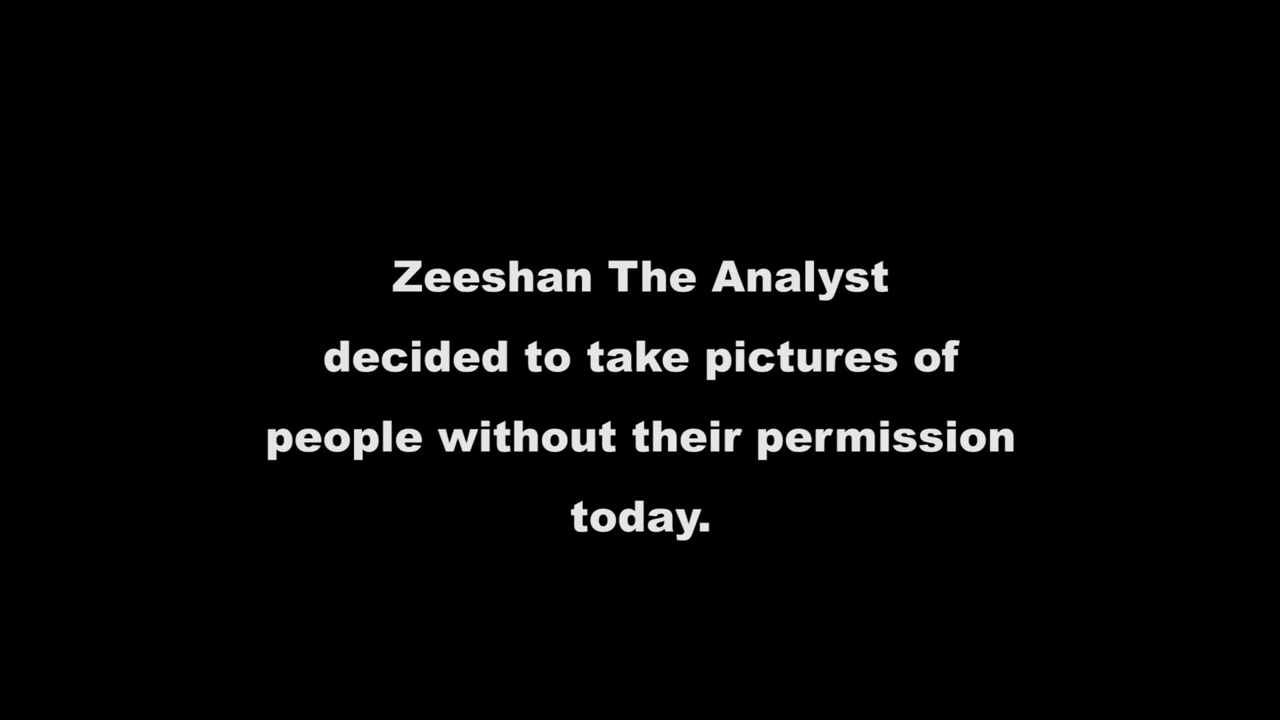 Zeeshan The Analyst
decided to take pictures of
people without their permission
today.